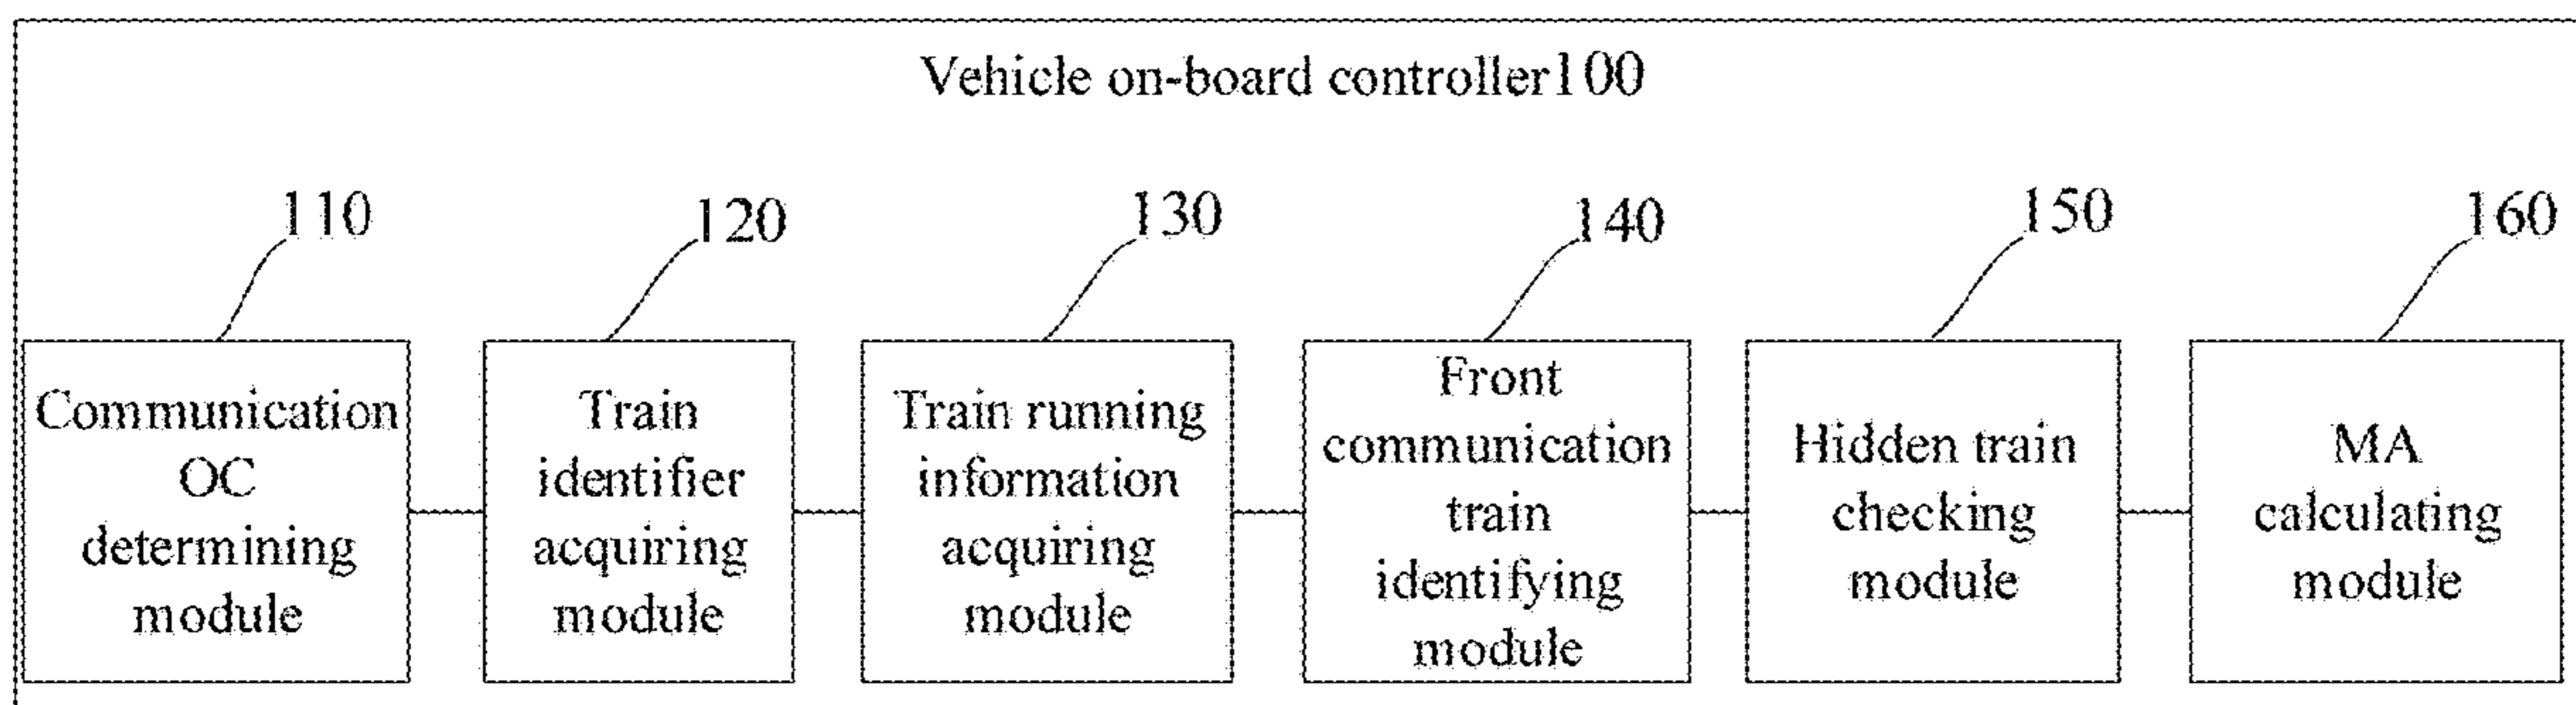 Vehicle on-board controller100
110
120
130
140
150
160
Communication
OC
determining
module
Train
identifier
acquiring
module
Train running
information
acquiring
module
Front
communication
train
identifying
module
Hidden train
checking
module
MA
calculating
module